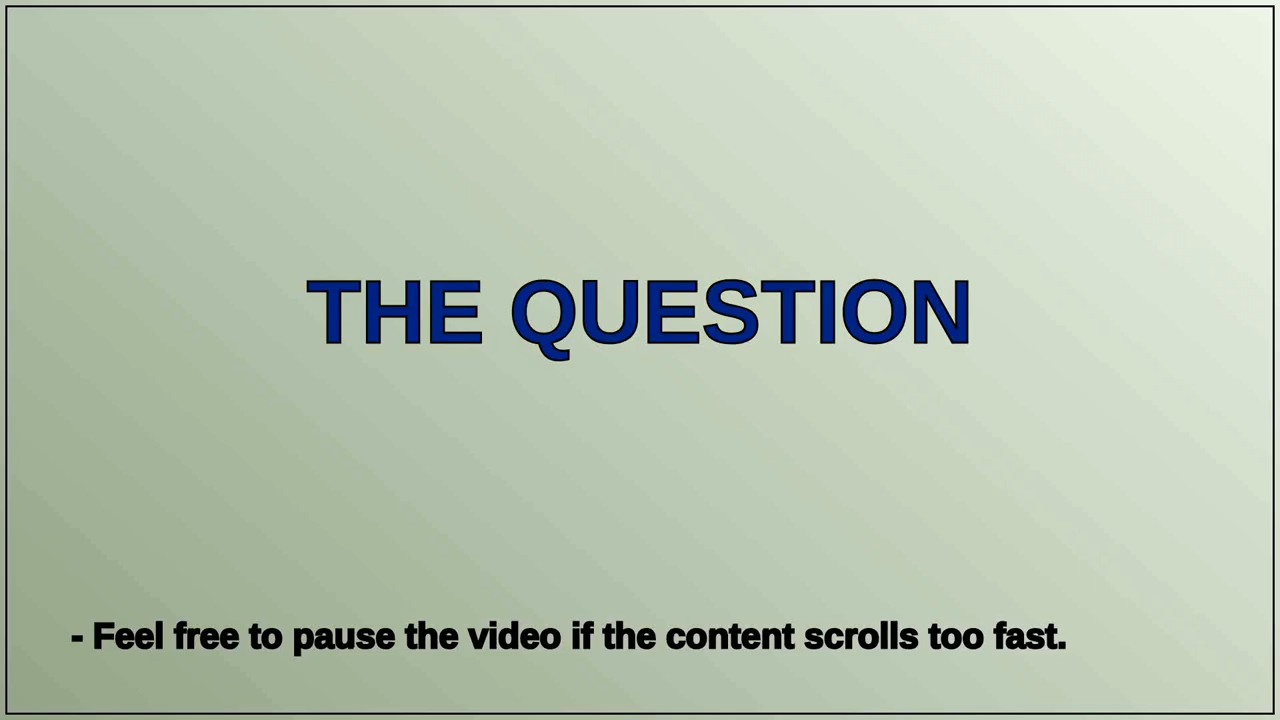 THE QUESTION
- Feel free to pause the video if the content scrolls too fast.